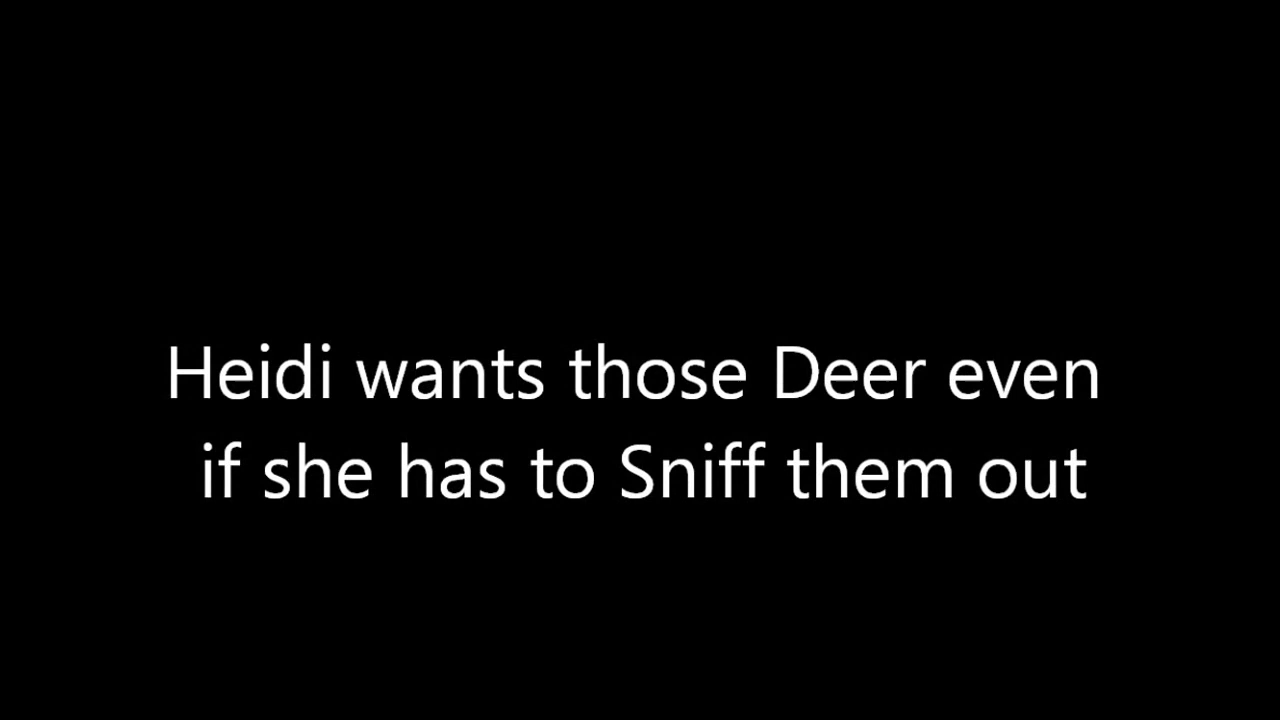 Heidi wants those Deer even
if she has to Sniff them out